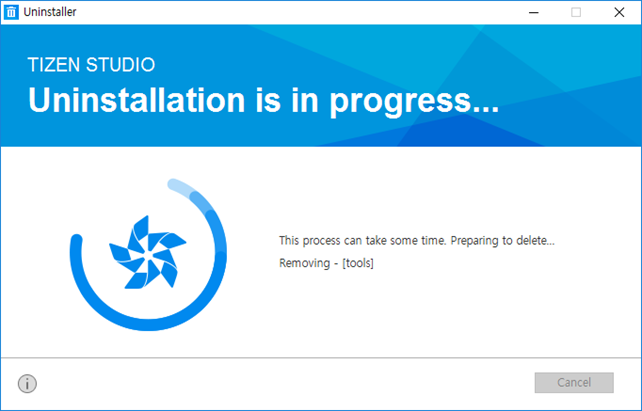 Uninstaller
TIZEN STUDIO
Uninstallation is in progress...
This process can take some time. Preparing to delete...
Removing - [tools]
Cancel